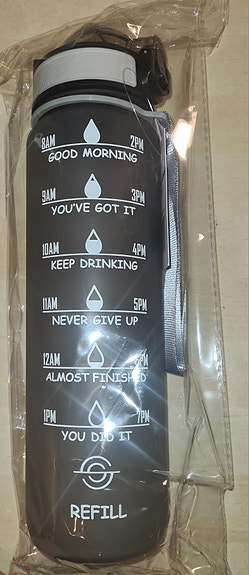 8AM 2PM
GOOD MORNING
9AM 3PM
YOU'VE GOT IT
10AM 4PM
KEEP DRINKING
11AM 5PM
NEVER GIVE UP
12AM PM
ALMOST FINISHED
1PM 7PM
YOU DID IT
REFILL